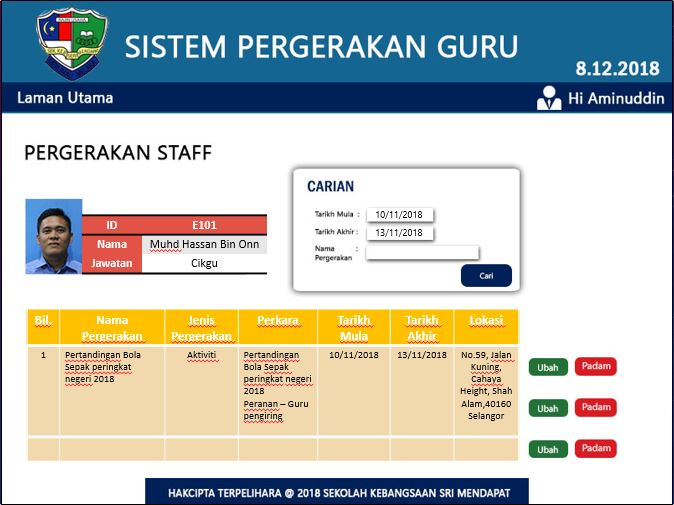 SISTEM PERGERAKAN GURU
8.12.2018
Laman Utama
Hi Aminuddin
PERGERAKAN STAFF
CARIAN
Tarikh Mula : 10/11/2018
Tarikh Akhir : 13/11/2018
Nama :
Pergerakan
Cari
ID E101
Nama Muhd Hassan Bin Onn
Jawatan Cikgu
Bil. Nama Jenis Perkara Tarikh Tarikh Lokasi
Pergerakan Pergerakan Mula Akhir
1 Pertandingan Bola Aktiviti Pertandingan 10/11/2018 13/11/2018 No.59, Jalan
Sepak peringkat Bola Sepak Kuning,
negeri 2018 peringkat negeri Cahaya
2018 Height, Shah
Peranan – Guru Alam,40160
pengiring Selangor
Ubah Padam
Ubah Padam
Ubah Padam
HAKCIPTA TERPELIHARA @ 2018 SEKOLAH KEBANGSAAN SRI MENDAPAT